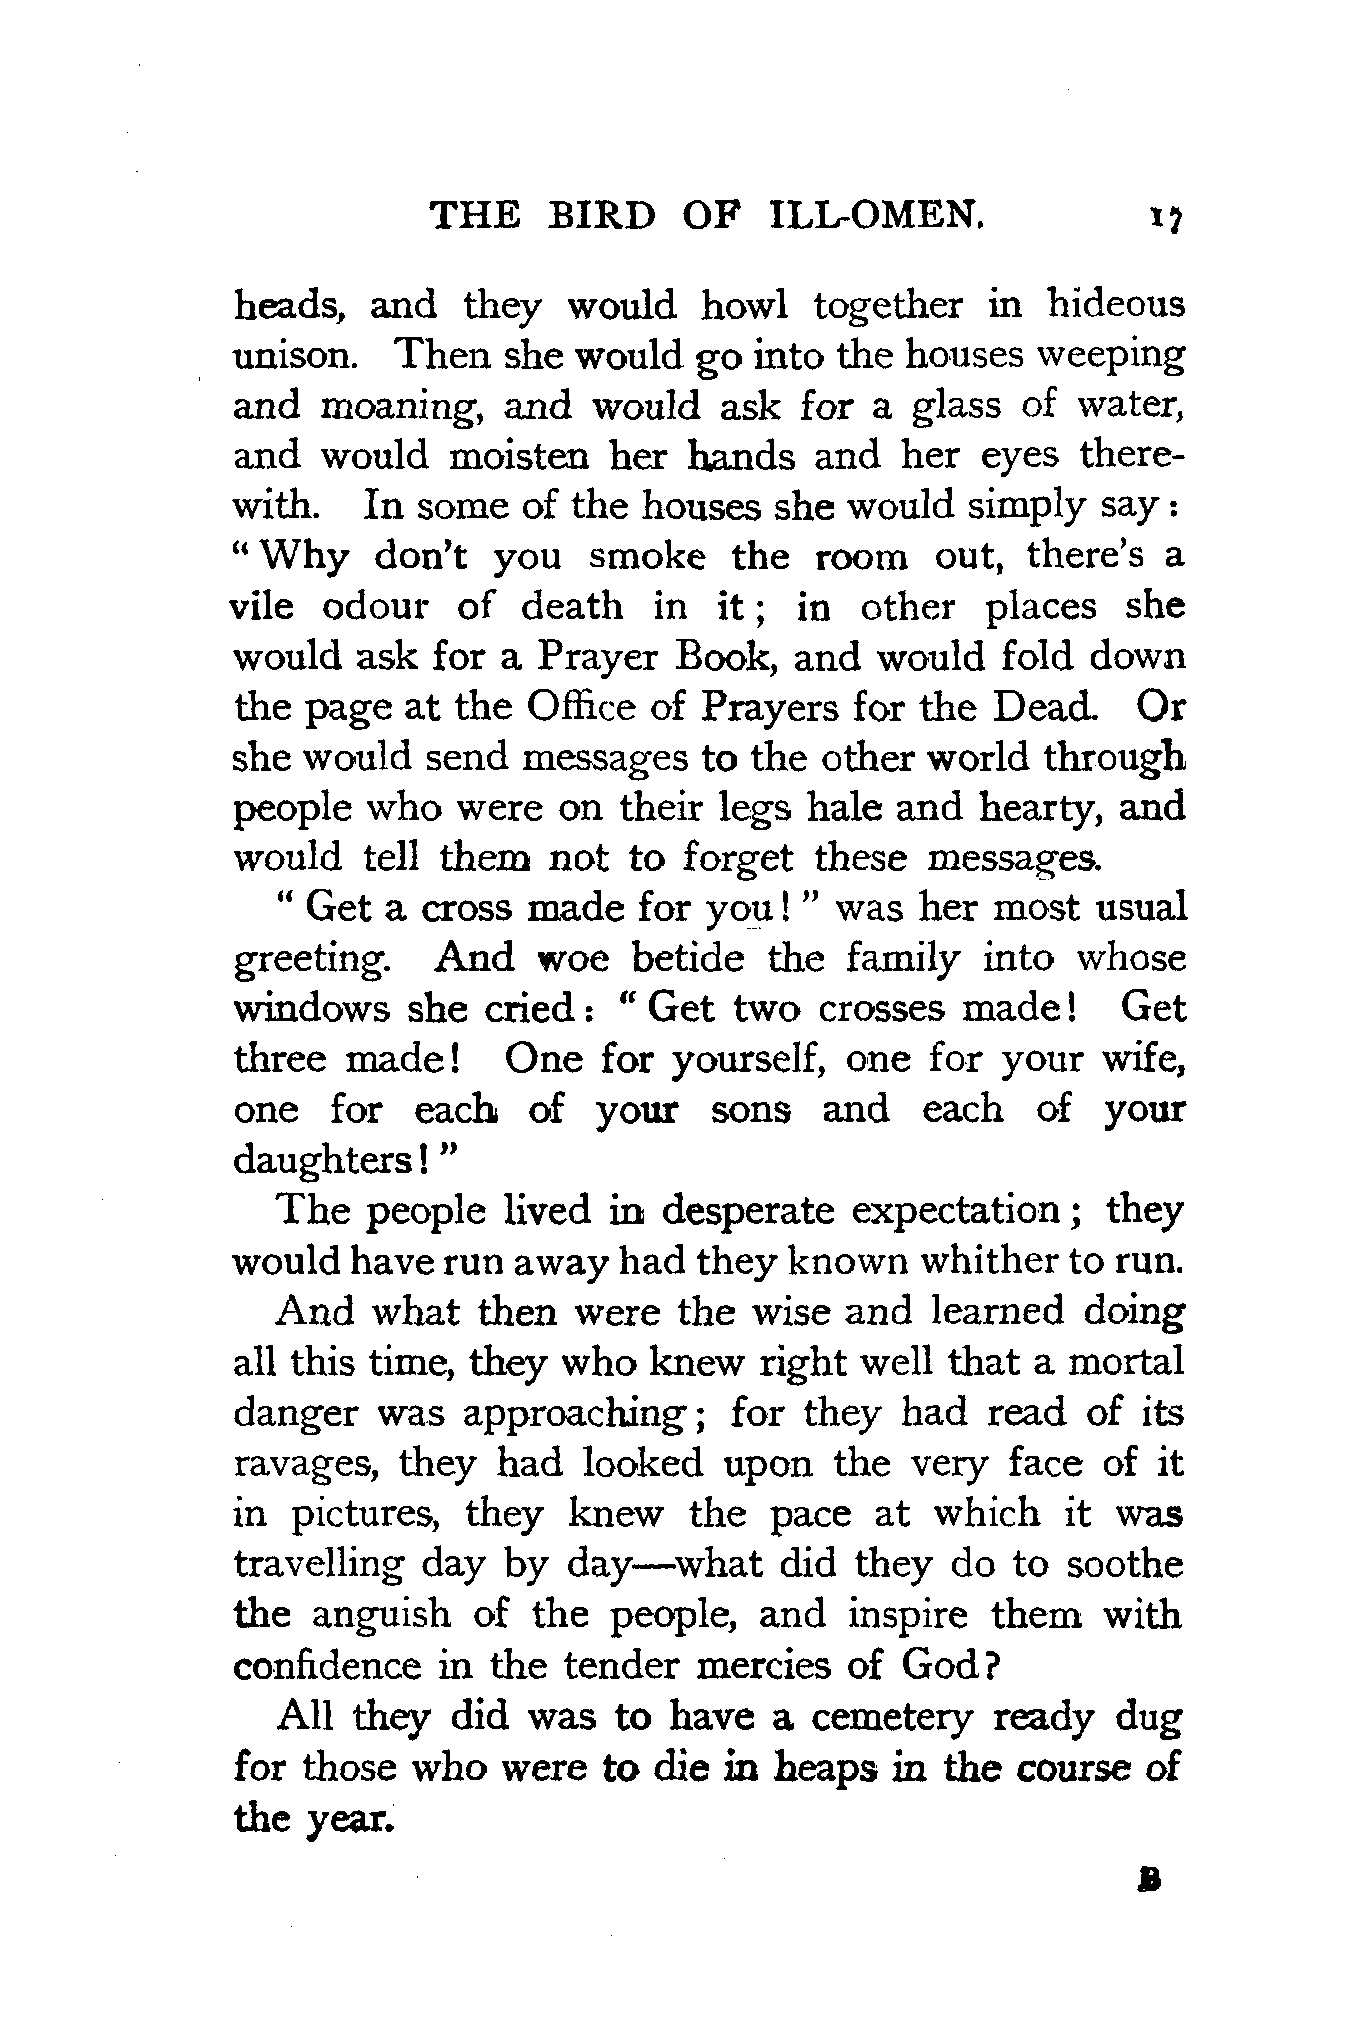 THE BIRD OF ILL-OMEN. 17
heads, and they would howl together in hideous
unison. Then she would go into the houses weeping
and moaning, and would ask for a glass of water,
and would moisten her hands and her eyes there-
with. In some of the houses she would simply say :
“ Why don’t you smoke the room out, there’s a
vile odour of death in it ; in other places she
would ask for a Prayer Book, and would fold down
the page at the Office of Prayers for the Dead. Or
she would send messages to the other world through
people who were on their legs hale and hearty, and
would tell them not to forget these messages.
“ Get a cross made for you ! ” was her most usual
greeting. And woe betide the family into whose
windows she cried : “ Get two crosses made ! Get
three made ! One for yourself, one for your wife,
one for each of your sons and each of your
daughters ! ”
The people lived in desperate expectation ; they
would have run away had they known whither to run.
And what then were the wise and learned doing
all this time, they who knew right well that a mortal
danger was approaching ; for they had read of its
ravages, they had looked upon the very face of it
in pictures, they knew the pace at which it was
travelling day by day—what did they do to soothe
the anguish of the people, and inspire them with
confidence in the tender mercies of God ?
All they did was to have a cemetery ready dug
for those who were to die in heaps in the course of
the year.
B